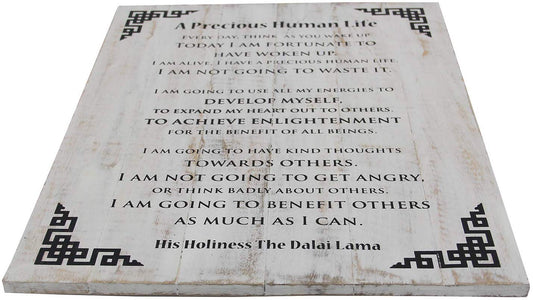 A Precious Human Life
Every day, think as you wake up
Today I am fortunate to
have woken up.
I am alive, I have a precious human life.
I am not going to waste it.
I am going to use all my energies to
develop myself,
to expand my heart out to others.
to achieve enlightenment
for the benefit of all beings.
I am going to have kind thoughts
towards others.
I am not going to get angry,
or think badly about others.
I am going to benefit others
as much as I can.
His Holiness The Dalai Lama